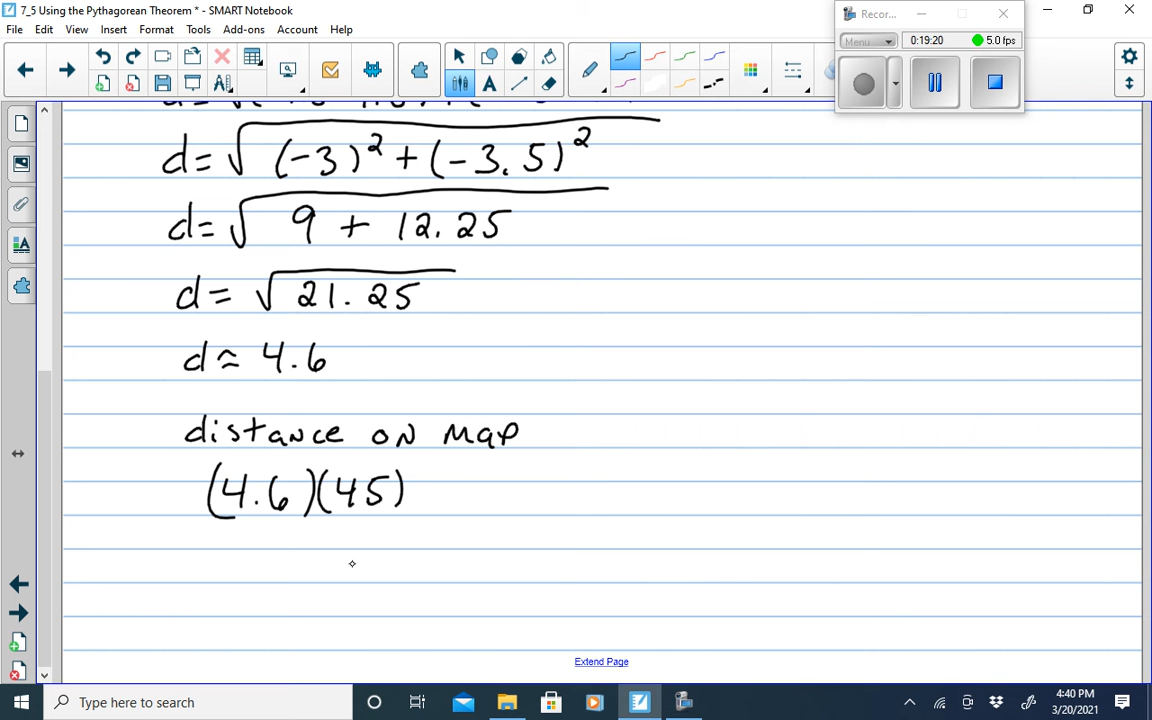 7_5 Using the Pythagorean Theorem * - SMART Notebook
File Edit View Insert Format Tools Add-ons Account Help
Recor...
Menu 0:19:20 5.0 fps
d=√(-3)²+(-3.5)²
d=√9 + 12.25
d=√21.25
d≈4.6
distance on map
(4.6)(45)
Extend Page
Type here to search
4:40 PM
3/20/2021